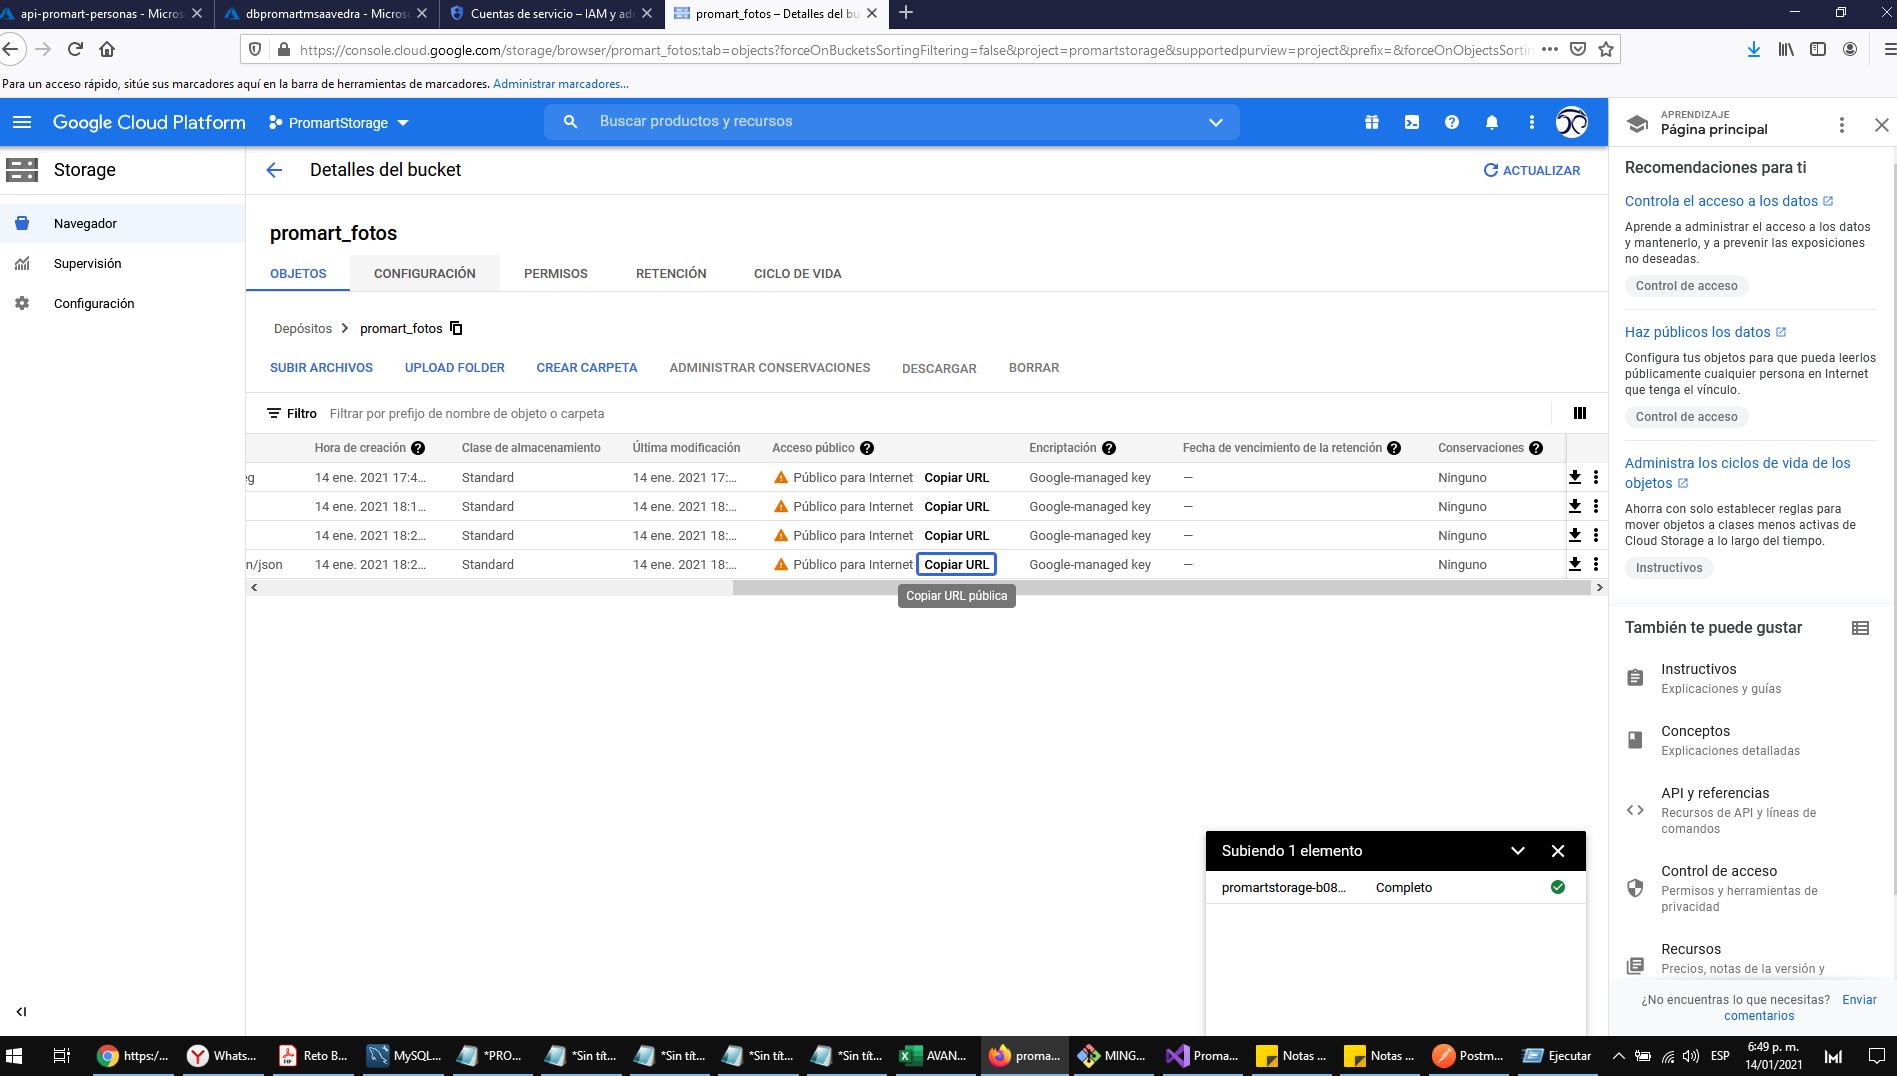 api-promart-personas - Micros
dbpromartmsaavedra - Micros
Cuentas de servicio – IAM y ad
promart_fotos – Detalles del bu
https://console.cloud.google.com/storage/browser/promart_fotos;tab=objects?forceOnBucketsSortingFiltering=false&project=promartstorage&supportedpurview=project&prefix=&forceOnObjectsSortin
Para un acceso rápido, sitúe sus marcadores aquí en la barra de herramientas de marcadores. Administrar marcadores...
Google Cloud Platform
PromartStorage
Buscar productos y recursos
APRENDIZAJE
Página principal
Storage
Detalles del bucket
ACTUALIZAR
Navegador
Supervisión
Configuración
promart_fotos
OBJETOS CONFIGURACIÓN PERMISOS RETENCIÓN CICLO DE VIDA
Depósitos > promart_fotos
SUBIR ARCHIVOS UPLOAD FOLDER CREAR CARPETA ADMINISTRAR CONSERVACIONES DESCARGAR BORRAR
Filtro Filtrar por prefijo de nombre de objeto o carpeta
Hora de creación Clase de almacenamiento Última modificación Acceso público Encriptación Fecha de vencimiento de la retención Conservaciones
eg 14 ene. 2021 17:4... Standard 14 ene. 2021 17:... Público para Internet Copiar URL Google-managed key — Ninguno
14 ene. 2021 18:1... Standard 14 ene. 2021 18:... Público para Internet Copiar URL Google-managed key — Ninguno
14 ene. 2021 18:2... Standard 14 ene. 2021 18:... Público para Internet Copiar URL Google-managed key — Ninguno
n/json 14 ene. 2021 18:2... Standard 14 ene. 2021 18:... Público para Internet Copiar URL Google-managed key — Ninguno
Copiar URL pública
Subiendo 1 elemento
promartstorage-b08... Completo
Recomendaciones para ti
Controla el acceso a los datos
Aprende a administrar el acceso a los datos
y mantenerlo, y a prevenir las exposiciones
no deseadas.
Control de acceso
Haz públicos los datos
Configura tus objetos para que pueda leerlos
públicamente cualquier persona en Internet
que tenga el vínculo.
Control de acceso
Administra los ciclos de vida de los
objetos
Ahorra con solo establecer reglas para
mover objetos a clases menos activas de
Cloud Storage a lo largo del tiempo.
Instructivos
También te puede gustar
Instructivos
Explicaciones y guías
Conceptos
Explicaciones detalladas
API y referencias
Recursos de API y líneas de
comandos
Control de acceso
Permisos y herramientas de
privacidad
Recursos
Precios, notas de la versión y
¿No encuentras lo que necesitas? Enviar
comentarios
https:/... Whats... Reto B... MySQL... *PRO... *Sin tít... *Sin tít... *Sin tít... *Sin tít... AVAN... proma... MING... Proma... Notas ... Notas ... Postm... Ejecutar ESP
6:49 p. m.
14/01/2021